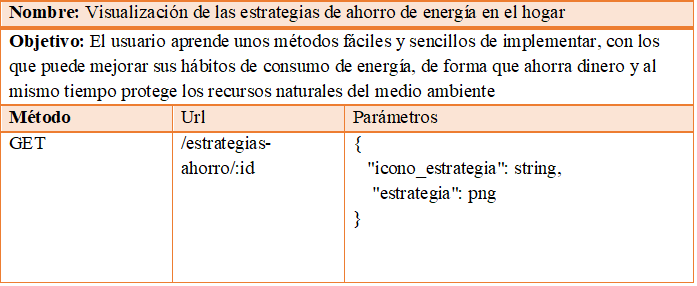 Nombre: Visualización de las estrategias de ahorro de energía en el hogar
Objetivo: El usuario aprende unos métodos fáciles y sencillos de implementar, con los
que puede mejorar sus hábitos de consumo de energía, de forma que ahorra dinero y al
mismo tiempo protege los recursos naturales del medio ambiente
Método Url Parámetros
GET /estrategias- {
ahorro/:id "icono_estrategia": string,
"estrategia": png
}